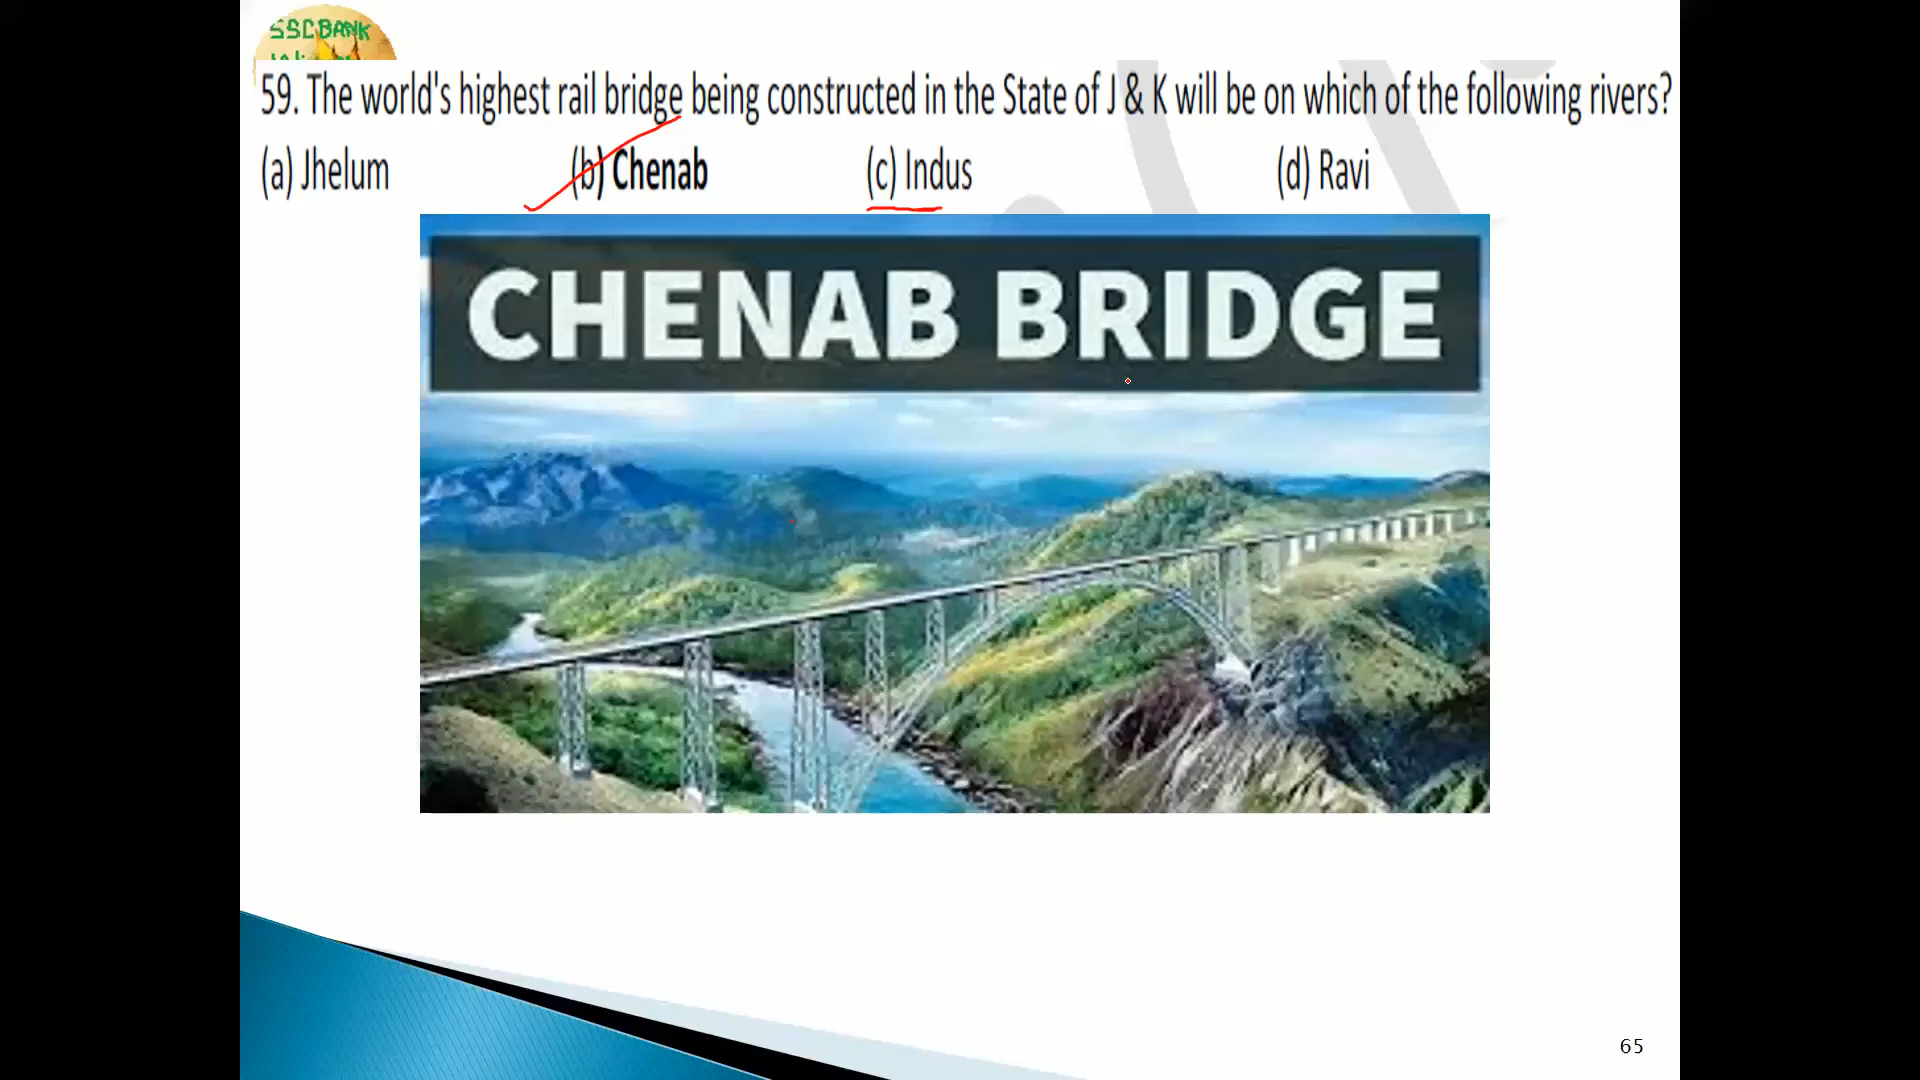 SSC BANK
59. The world's highest rail bridge being constructed in the State of J & K will be on which of the following rivers?
(a) Jhelum (b) Chenab (c) Indus (d) Ravi
CHENAB BRIDGE
65